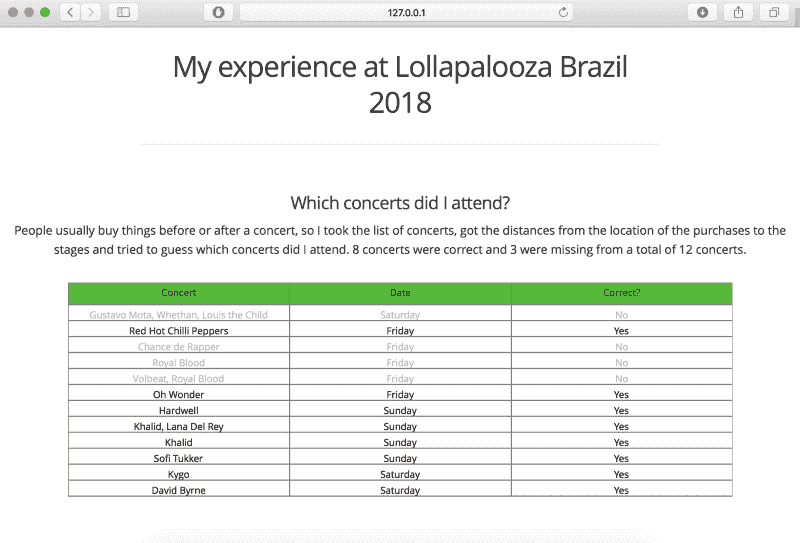 127.0.0.1
My experience at Lollapalooza Brazil
2018
Which concerts did I attend?
People usually buy things before or after a concert, so I took the list of concerts, got the distances from the location of the purchases to the
stages and tried to guess which concerts did I attend. 8 concerts were correct and 3 were missing from a total of 12 concerts.
Concert Date Correct?
Gustavo Mota, Whethan, Louis the Child Saturday No
Red Hot Chilli Peppers Friday Yes
Chance de Rapper Friday No
Royal Blood Friday No
Volbeat, Royal Blood Friday No
Oh Wonder Friday Yes
Hardwell Sunday Yes
Khalid, Lana Del Rey Sunday Yes
Khalid Sunday Yes
Sofi Tukker Sunday Yes
Kygo Saturday Yes
David Byrne Saturday Yes